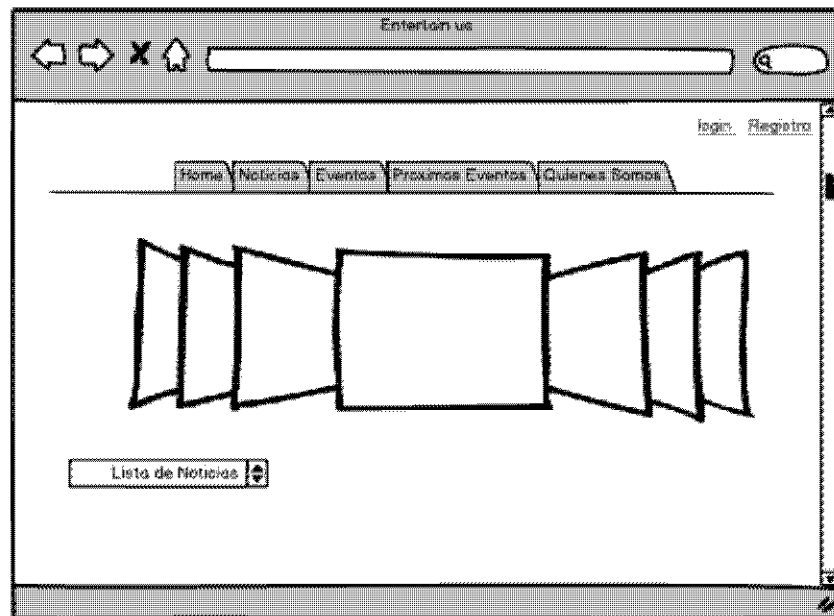 Entertain us
login Registro
Home Noticias Eventos Proximos Eventos Quienes Somos
Lista de Noticias